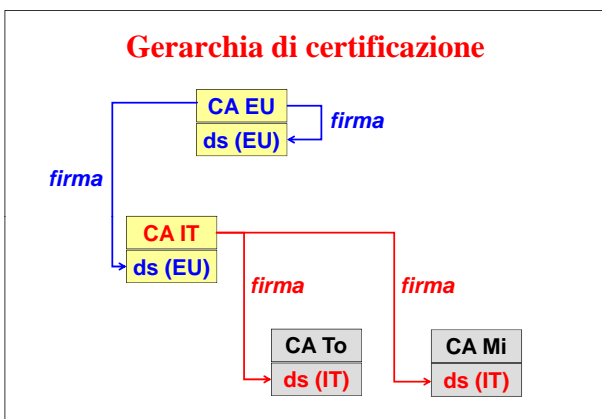 Gerarchia di certificazione
CA EU
ds (EU)
firma
firma
CA IT
ds (EU)
firma
firma
CA To
ds (IT)
CA Mi
ds (IT)